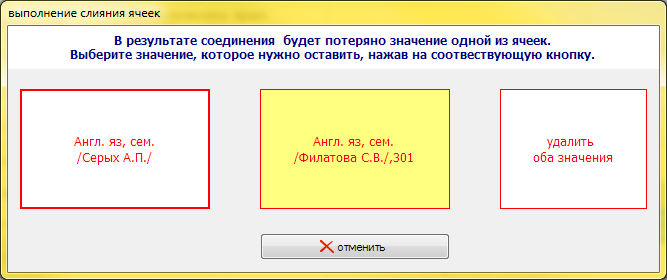 выполнение слияния ячеек
В результате соединения будет потеряно значение одной из ячеек.
Выберите значение, которое нужно оставить, нажав на соотвествующую кнопку.
Англ. яз, сем.
/Серых А.П./
Англ. яз, сем.
/Филатова С.В./,301
удалить
оба значения
отменить